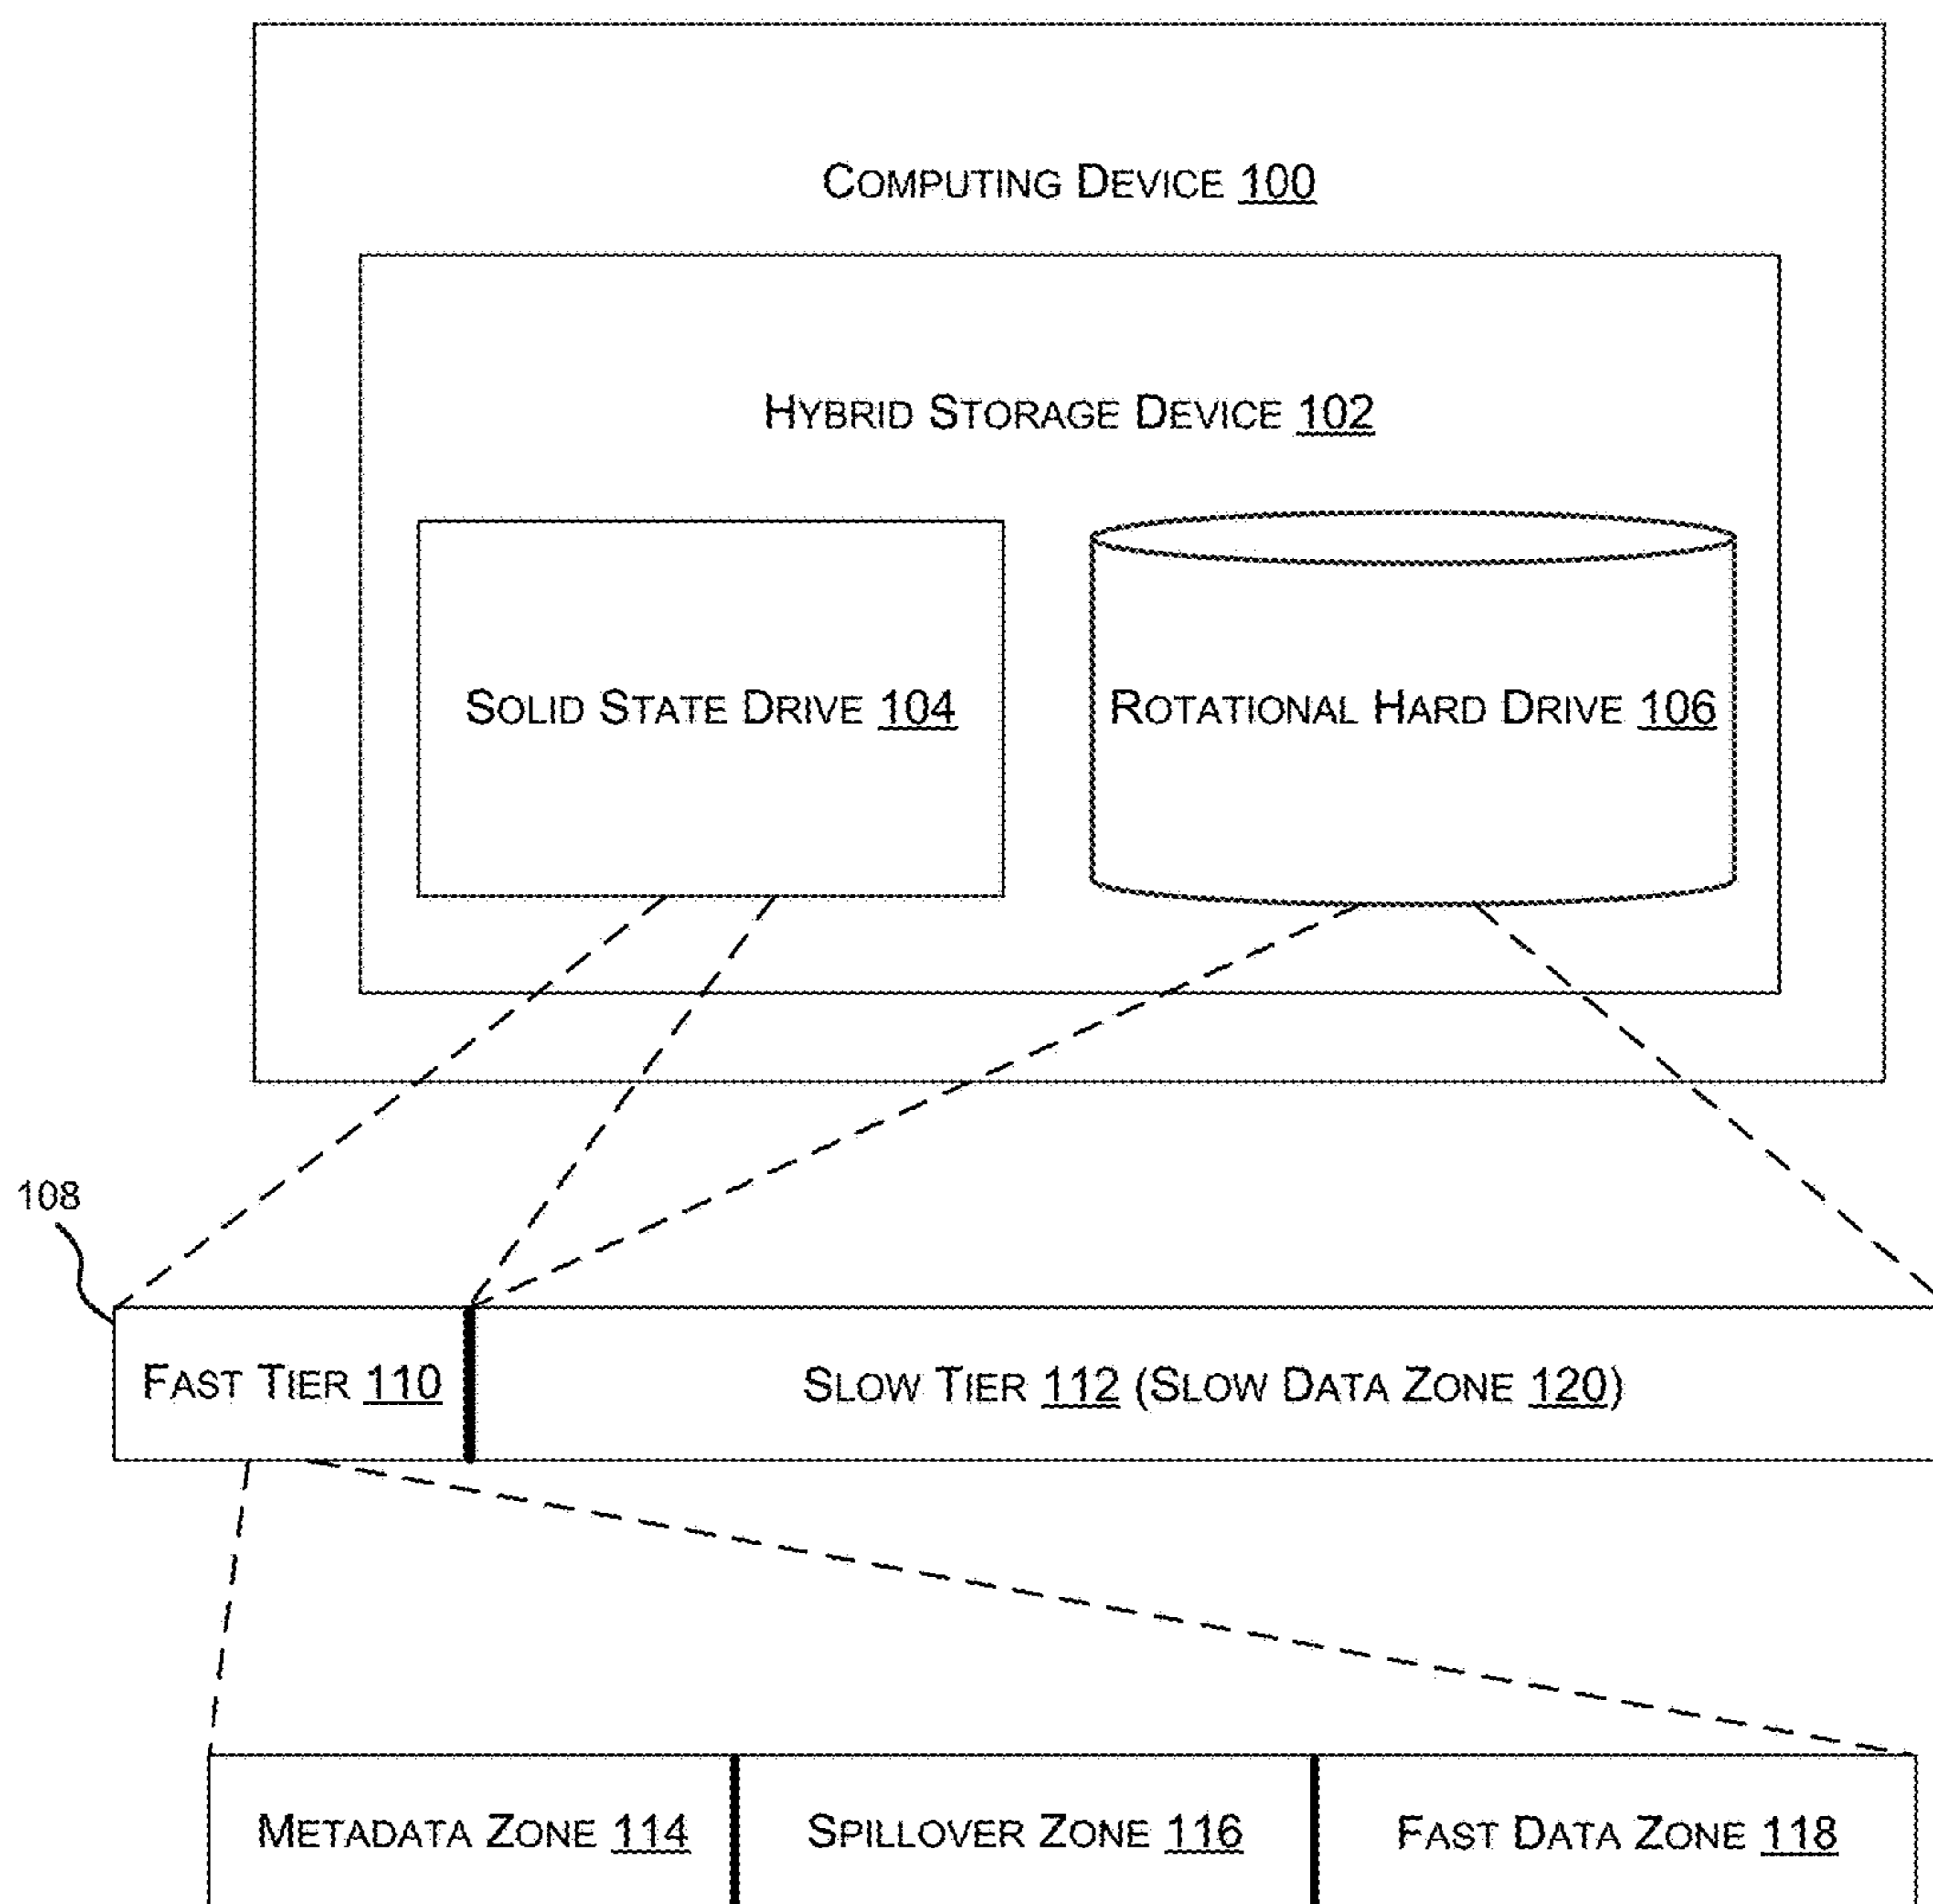 COMPUTING DEVICE 100
HYBRID STORAGE DEVICE 102
SOLID STATE DRIVE 104
ROTATIONAL HARD DRIVE 106
108
FAST TIER 110
SLOW TIER 112 (SLOW DATA ZONE 120)
METADATA ZONE 114
SPILLOVER ZONE 116
FAST DATA ZONE 118